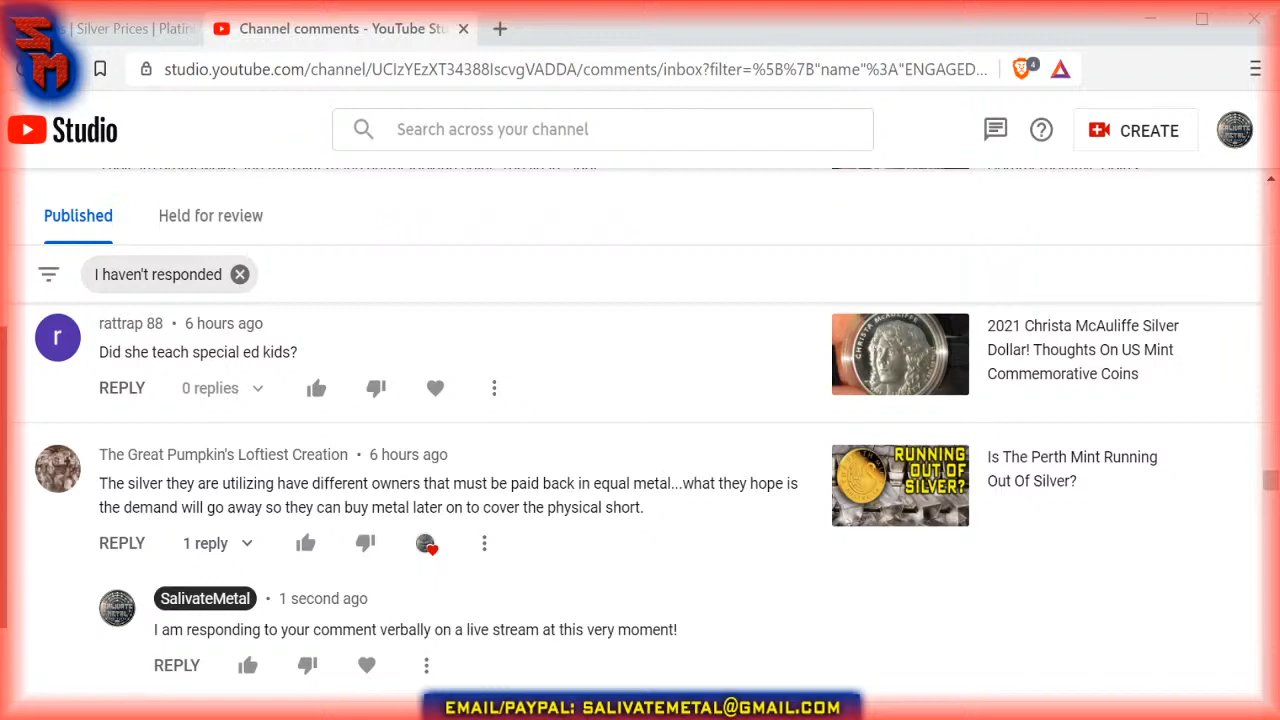 SM
s | Silver Prices | Platin
Channel comments - YouTube Stu
studio.youtube.com/channel/UCIzYEzXT34388IscvgVADDA/comments/inbox?filter=%5B%7B"name"%3A"ENGAGED...
4
Studio
Search across your channel
CREATE
Published
Held for review
I haven't responded
r
rattrap 88 • 6 hours ago
Did she teach special ed kids?
REPLY 0 replies
CHRISTA MCAULIFFE
2021 Christa McAuliffe Silver
Dollar! Thoughts On US Mint
Commemorative Coins
The Great Pumpkin's Loftiest Creation • 6 hours ago
The silver they are utilizing have different owners that must be paid back in equal metal...what they hope is
the demand will go away so they can buy metal later on to cover the physical short.
REPLY 1 reply
RUNNING
OUT OF
SILVER?
Is The Perth Mint Running
Out Of Silver?
SALIVATE
METAL
SalivateMetal • 1 second ago
I am responding to your comment verbally on a live stream at this very moment!
REPLY
EMAIL/PAYPAL: SALIVATEMETAL@GMAIL.COM